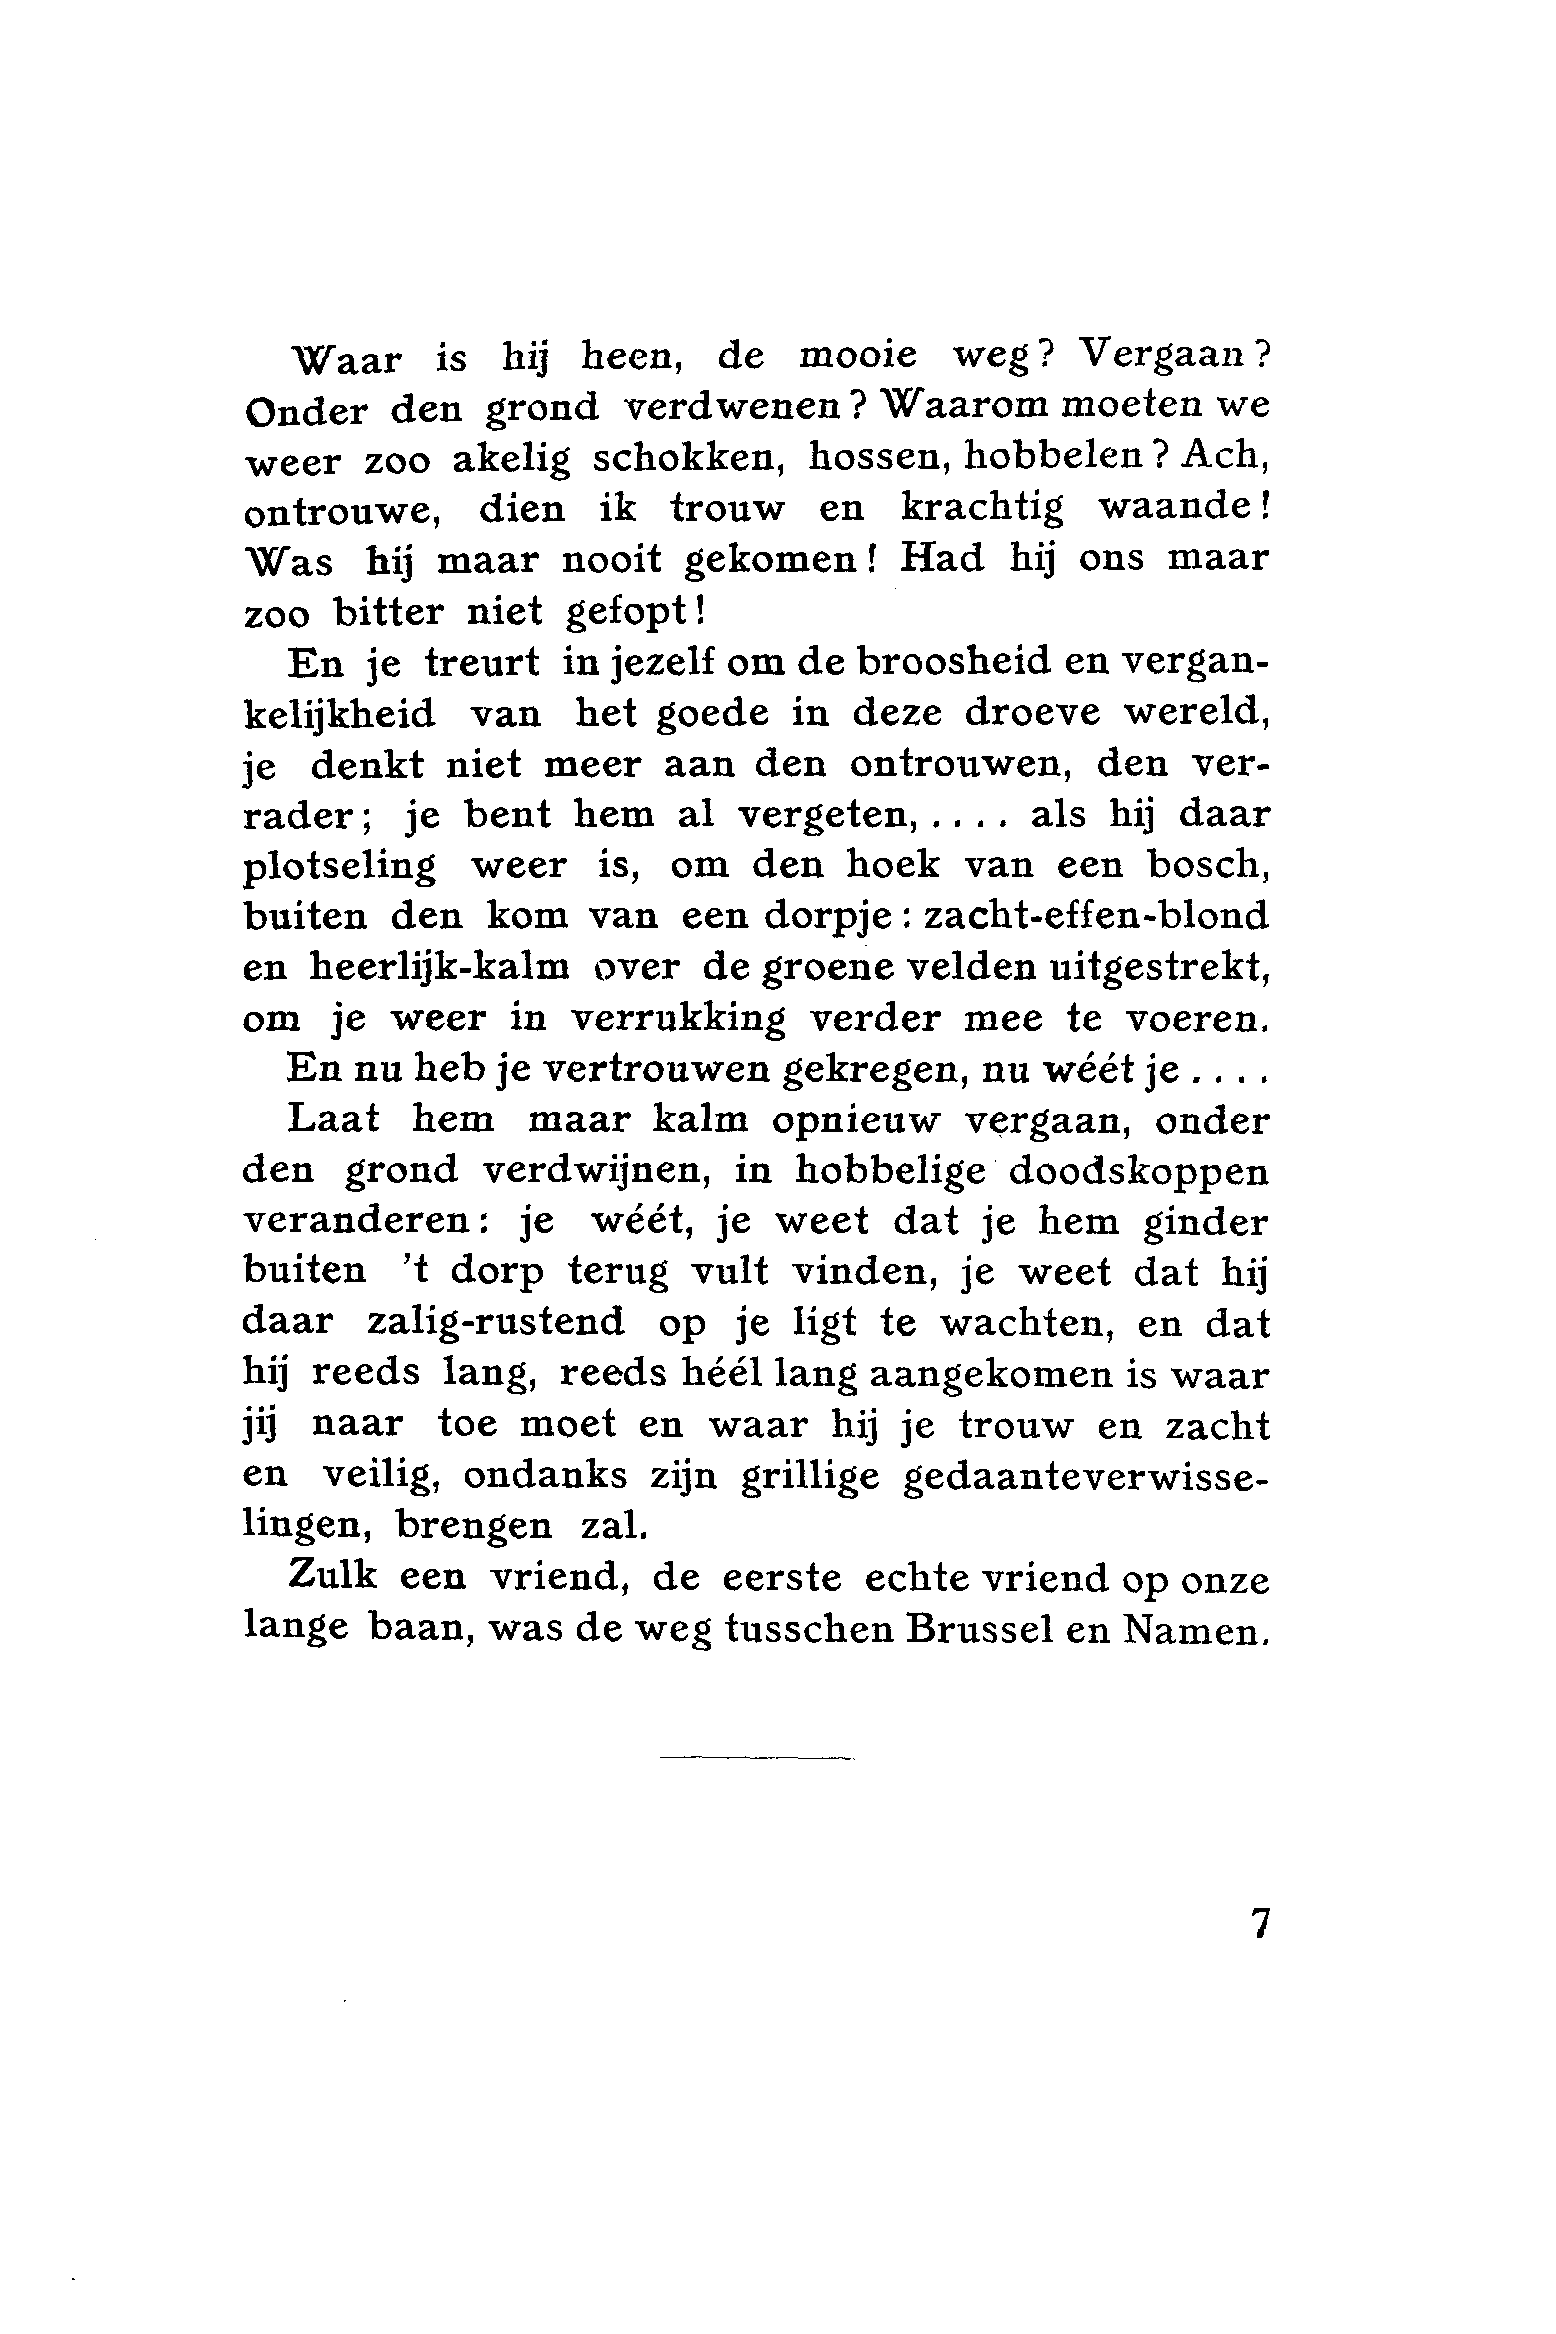 Waar is hij heen, de mooie weg? Vergaan?
Onder den grond verdwenen? Waarom moeten we
weer zoo akelig schokken, hossen, hobbelen? Ach,
ontrouwe, dien ik trouw en krachtig waande!
Was hij maar nooit gekomen! Had hij ons maar
zoo bitter niet gefopt!
En je treurt in jezelf om de broosheid en vergan-
kelijkheid van het goede in deze droeve wereld,
je denkt niet meer aan den ontrouwen, den ver-
rader; je bent hem al vergeten, .... als hij daar
plotseling weer is, om den hoek van een bosch,
buiten den kom van een dorpje: zacht-effen-blond
en heerlijk-kalm over de groene velden uitgestrekt,
om je weer in verrukking verder mee te voeren.
En nu heb je vertrouwen gekregen, nu wéét je ....
Laat hem maar kalm opnieuw vergaan, onder
den grond verdwijnen, in hobbelige doodskoppen
veranderen: je wéét, je weet dat je hem ginder
buiten 't dorp terug vult vinden, je weet dat hij
daar zalig-rustend op je ligt te wachten, en dat
hij reeds lang, reeds héél lang aangekomen is waar
jij naar toe moet en waar hij je trouw en zacht
en veilig, ondanks zijn grillige gedaanteverwisse-
lingen, brengen zal.
Zulk een vriend, de eerste echte vriend op onze
lange baan, was de weg tusschen Brussel en Namen.
7